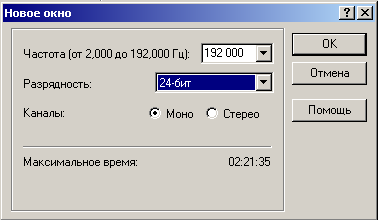 Новое окно
Частота (от 2,000 до 192,000 Гц): 192 000
OK
Разрядность: 24-бит
Отмена
Каналы: Моно Стерео
Помощь
Максимальное время: 02:21:35